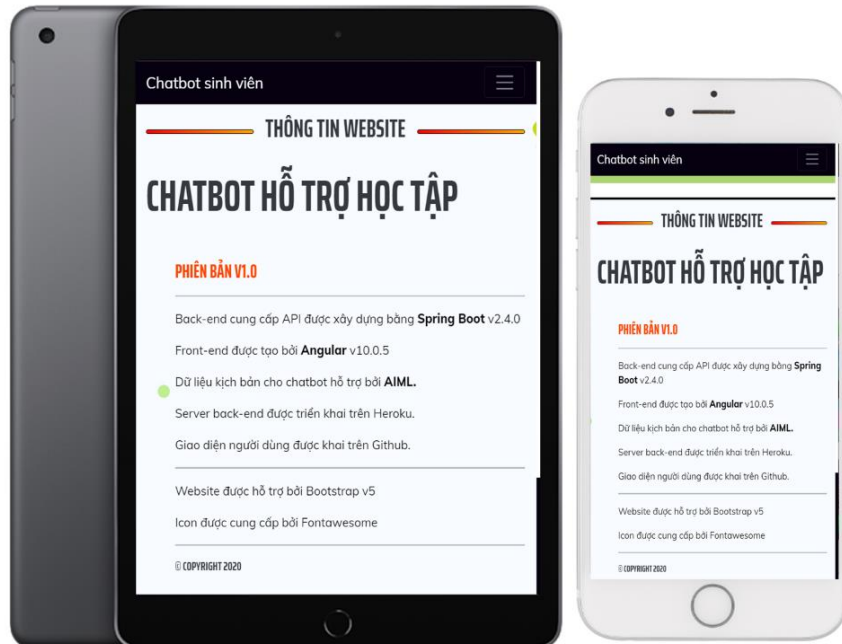 Chatbot sinh viên
THÔNG TIN WEBSITE
CHATBOT HỖ TRỢ HỌC TẬP
PHIÊN BẢN V1.0
Back-end cung cấp API được xây dựng bằng Spring Boot v2.4.0
Front-end được tạo bởi Angular v10.0.5
Dữ liệu kịch bản cho chatbot hỗ trợ bởi AIML.
Server back-end được triển khai trên Heroku.
Giao diện người dùng được khai trên Github.
Website được hỗ trợ bởi Bootstrap v5
Icon được cung cấp bởi Fontawesome
© COPYRIGHT 2020
Chatbot sinh viên
THÔNG TIN WEBSITE
CHATBOT HỖ TRỢ HỌC TẬP
PHIÊN BẢN V1.0
Back-end cung cấp API được xây dựng bằng Spring
Boot v2.4.0
Front-end được tạo bởi Angular v10.0.5
Dữ liệu kịch bản cho chatbot hỗ trợ bởi AIML.
Server back-end được triển khai trên Heroku.
Giao diện người dùng được khai trên Github.
Website được hỗ trợ bởi Bootstrap v5
Icon được cung cấp bởi Fontawesome
© COPYRIGHT 2020